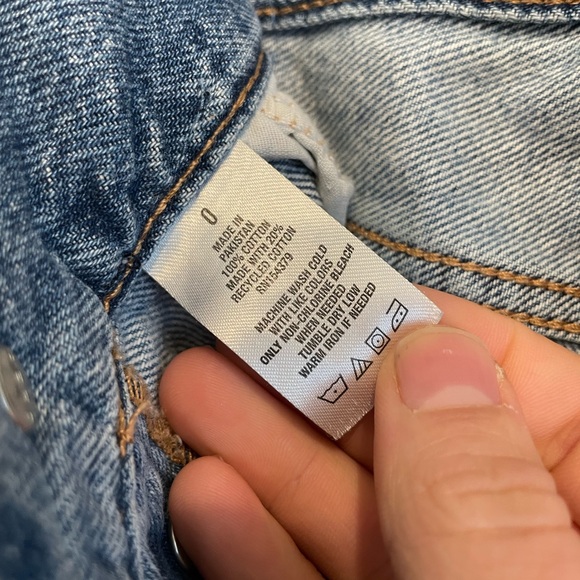 0
MADE IN
PAKISTAN
100% COTTON
MADE WITH 20%
RECYCLED COTTON
RN154379
MACHINE WASH COLD
WITH LIKE COLORS
ONLY NON CHLORINE BLEACH
WHEN NEEDED
TUMBLE DRY LOW
WARM IRON IF NEEDED